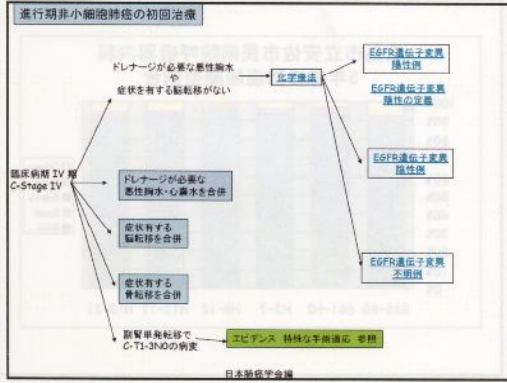 進行期非小細胞肺癌の初回治療
ドレナージが必要な悪性胸水
や
症状を有する脳転移がない
化学療法
EGFR遺伝子変異
陽性例
EGFR遺伝子変異
陽性の定義
EGFR遺伝子変異
陰性例
EGFR遺伝子変異
不明例
臨床病期 IV 期
C-Stage IV
ドレナージが必要な
悪性胸水・心嚢水を合併
症状有する
脳転移を合併
症状有する
骨転移を合併
副腎単発転移で
C-T1-3N0の病変
エビデンス 特殊な手術適応 参照
日本肺癌学会編